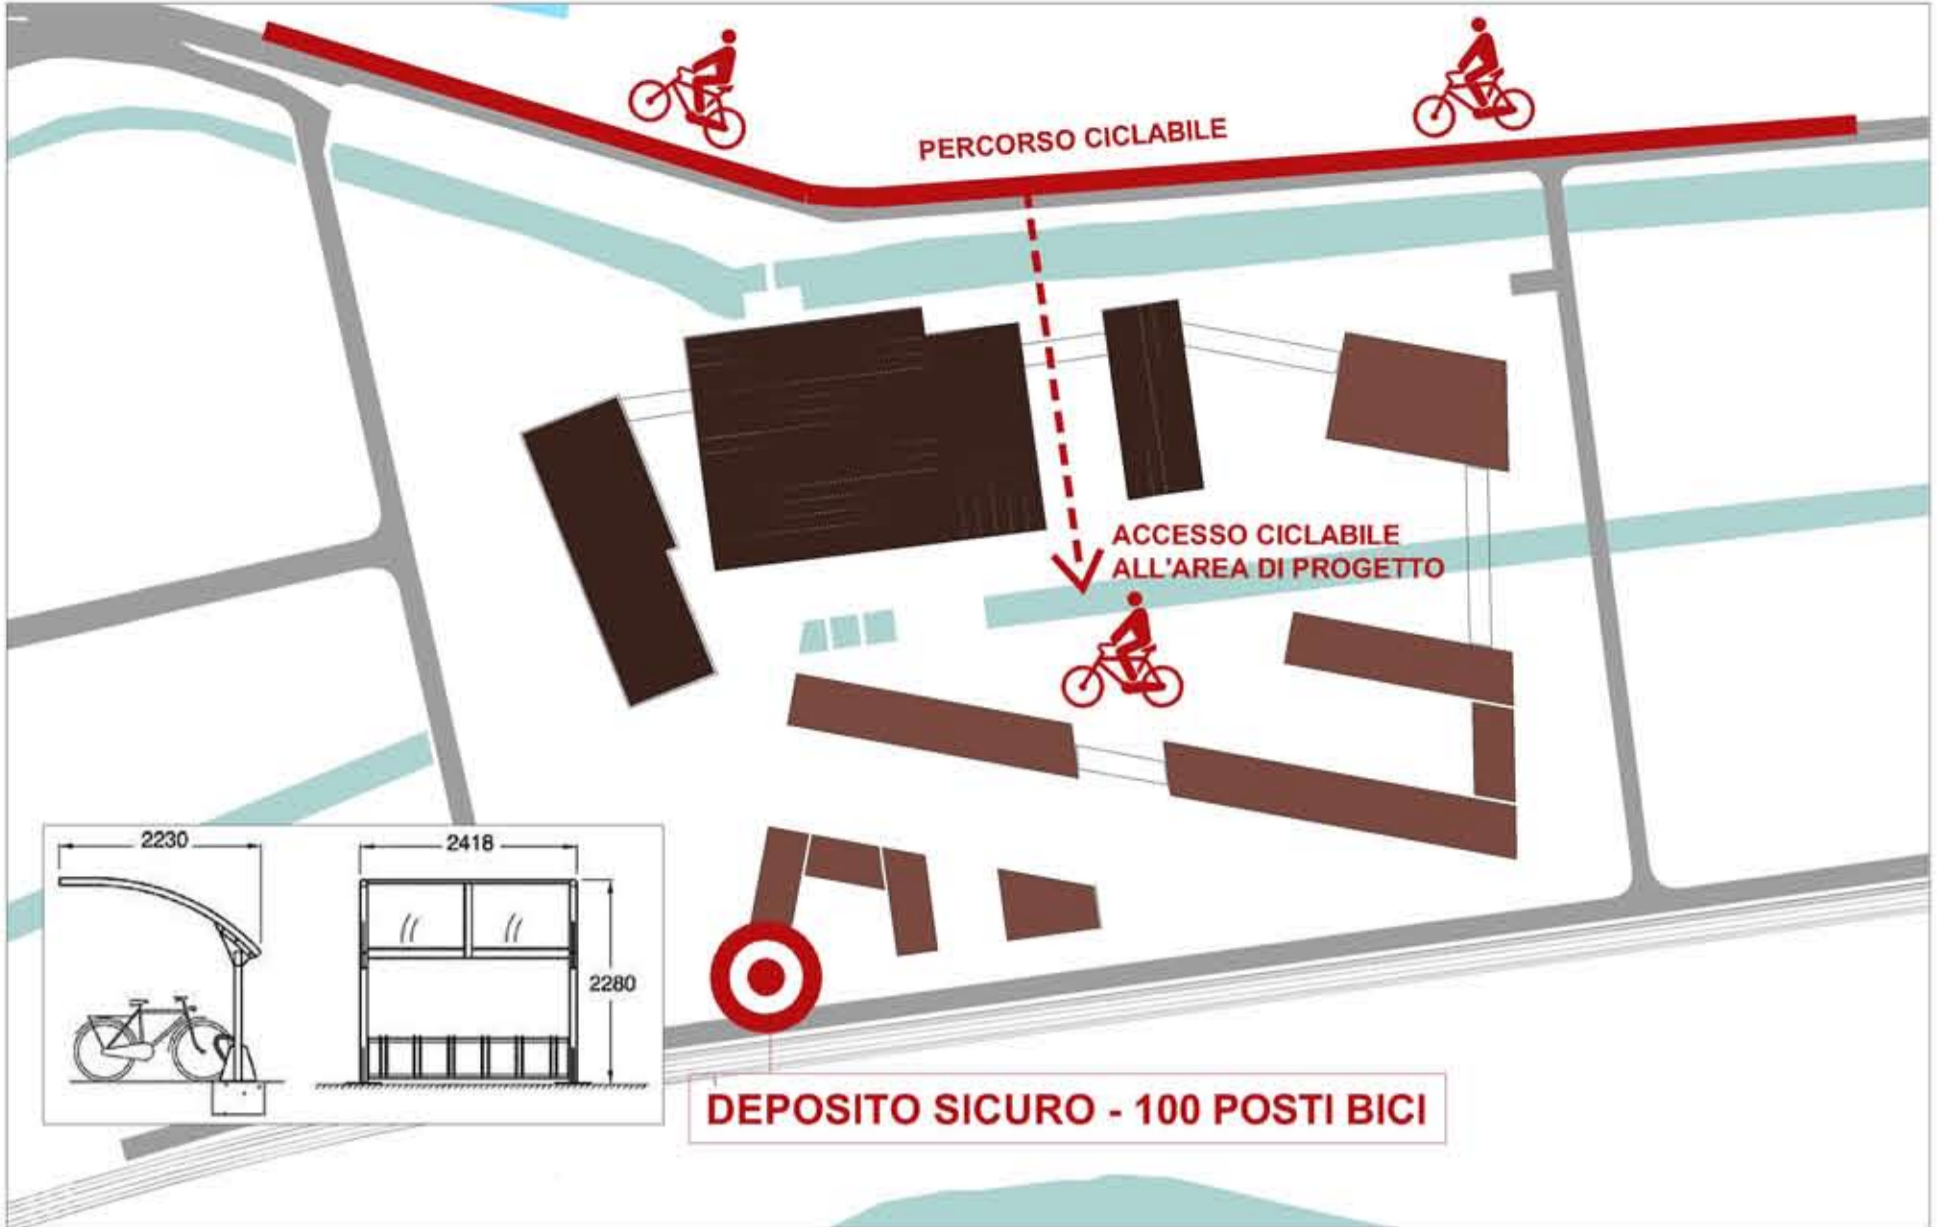 PERCORSO CICLABILE
ACCESSO CICLABILE
ALL'AREA DI PROGETTO
2230
2418
2280
DEPOSITO SICURO - 100 POSTI BICI